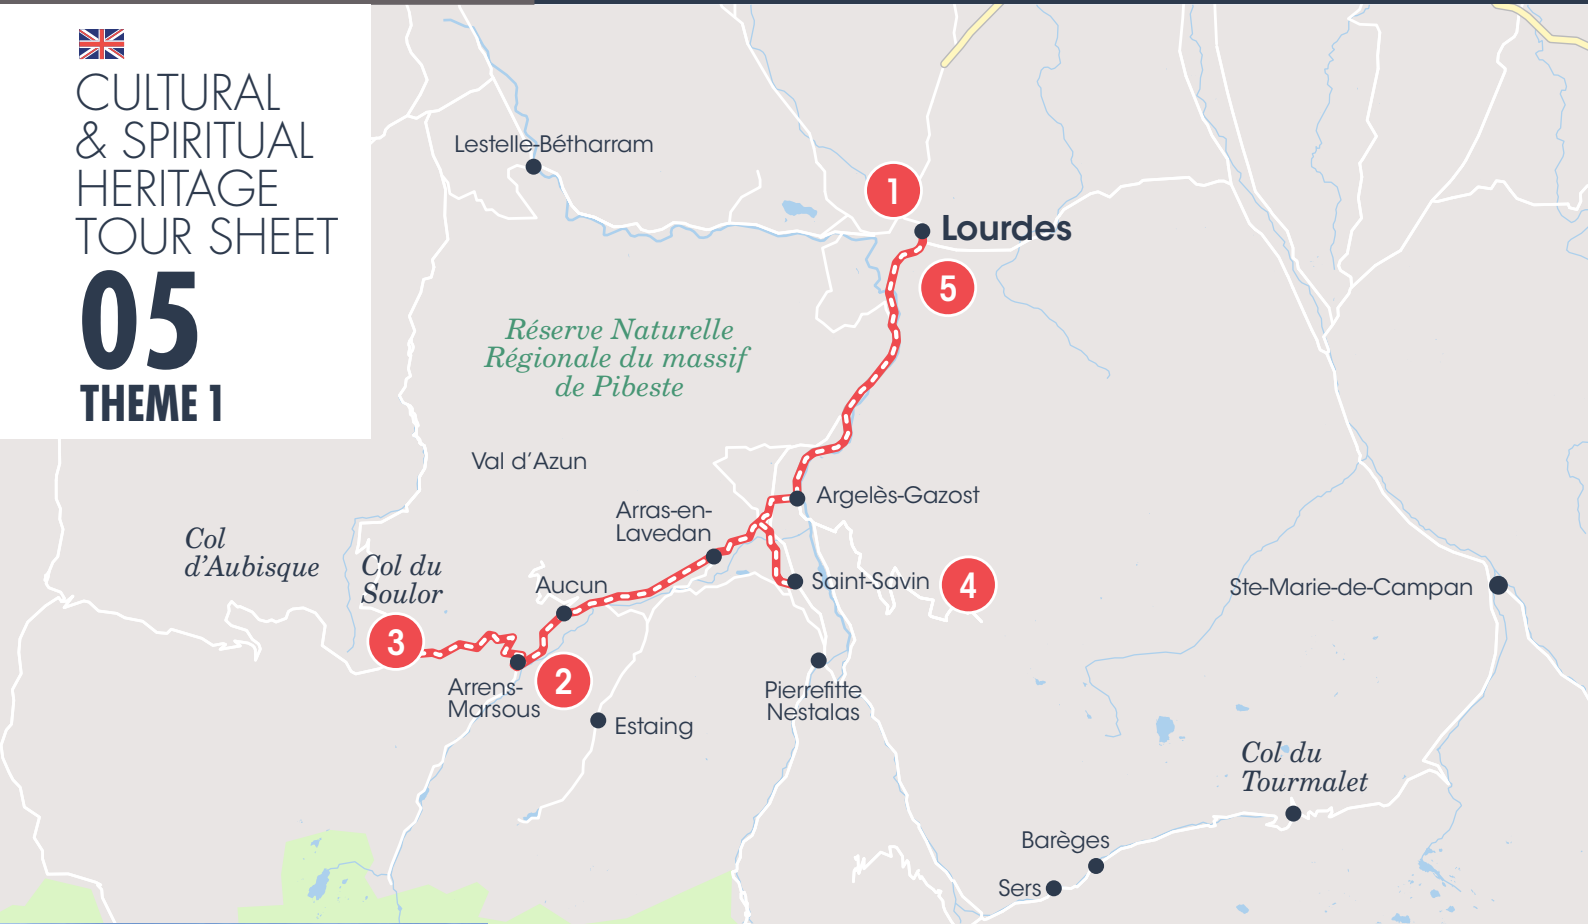 CULTURAL
& SPIRITUAL
HERITAGE
TOUR SHEET
05
THEME 1
Lestelle-Bétharram
1
Lourdes
5
Réserve Naturelle
Régionale du massif
de Pibeste
Val d'Azun
Argelès-Gazost
Arras-en-
Lavedan
Col
d'Aubisque
Col du
Soulor
Aucun
Saint-Savin
4
Ste-Marie-de-Campan
3
2
Arrens-
Marsous
Pierrefitte
Nestalas
Estaing
Col du
Tourmalet
Barèges
Sers